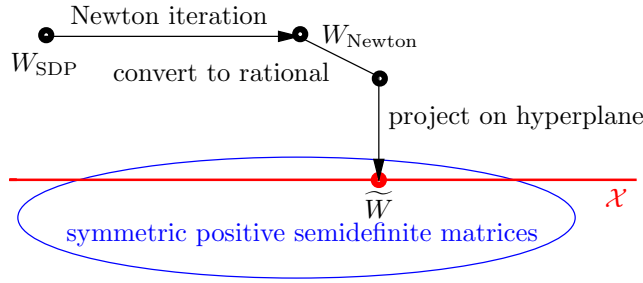 Newton iteration
W_Newton
W_SDP
convert to rational
project on hyperplane
𝒳
W̃
symmetric positive semidefinite matrices